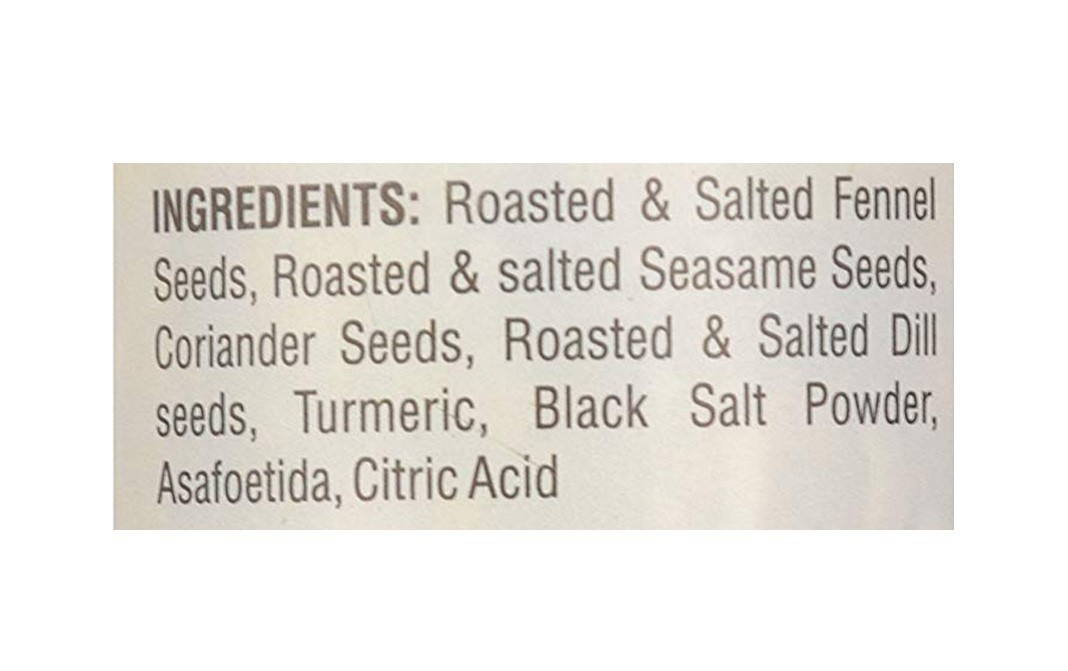 INGREDIENTS: Roasted & Salted Fennel
Seeds, Roasted & salted Seasame Seeds,
Coriander Seeds, Roasted & Salted Dill
seeds, Turmeric, Black Salt Powder,
Asafoetida, Citric Acid